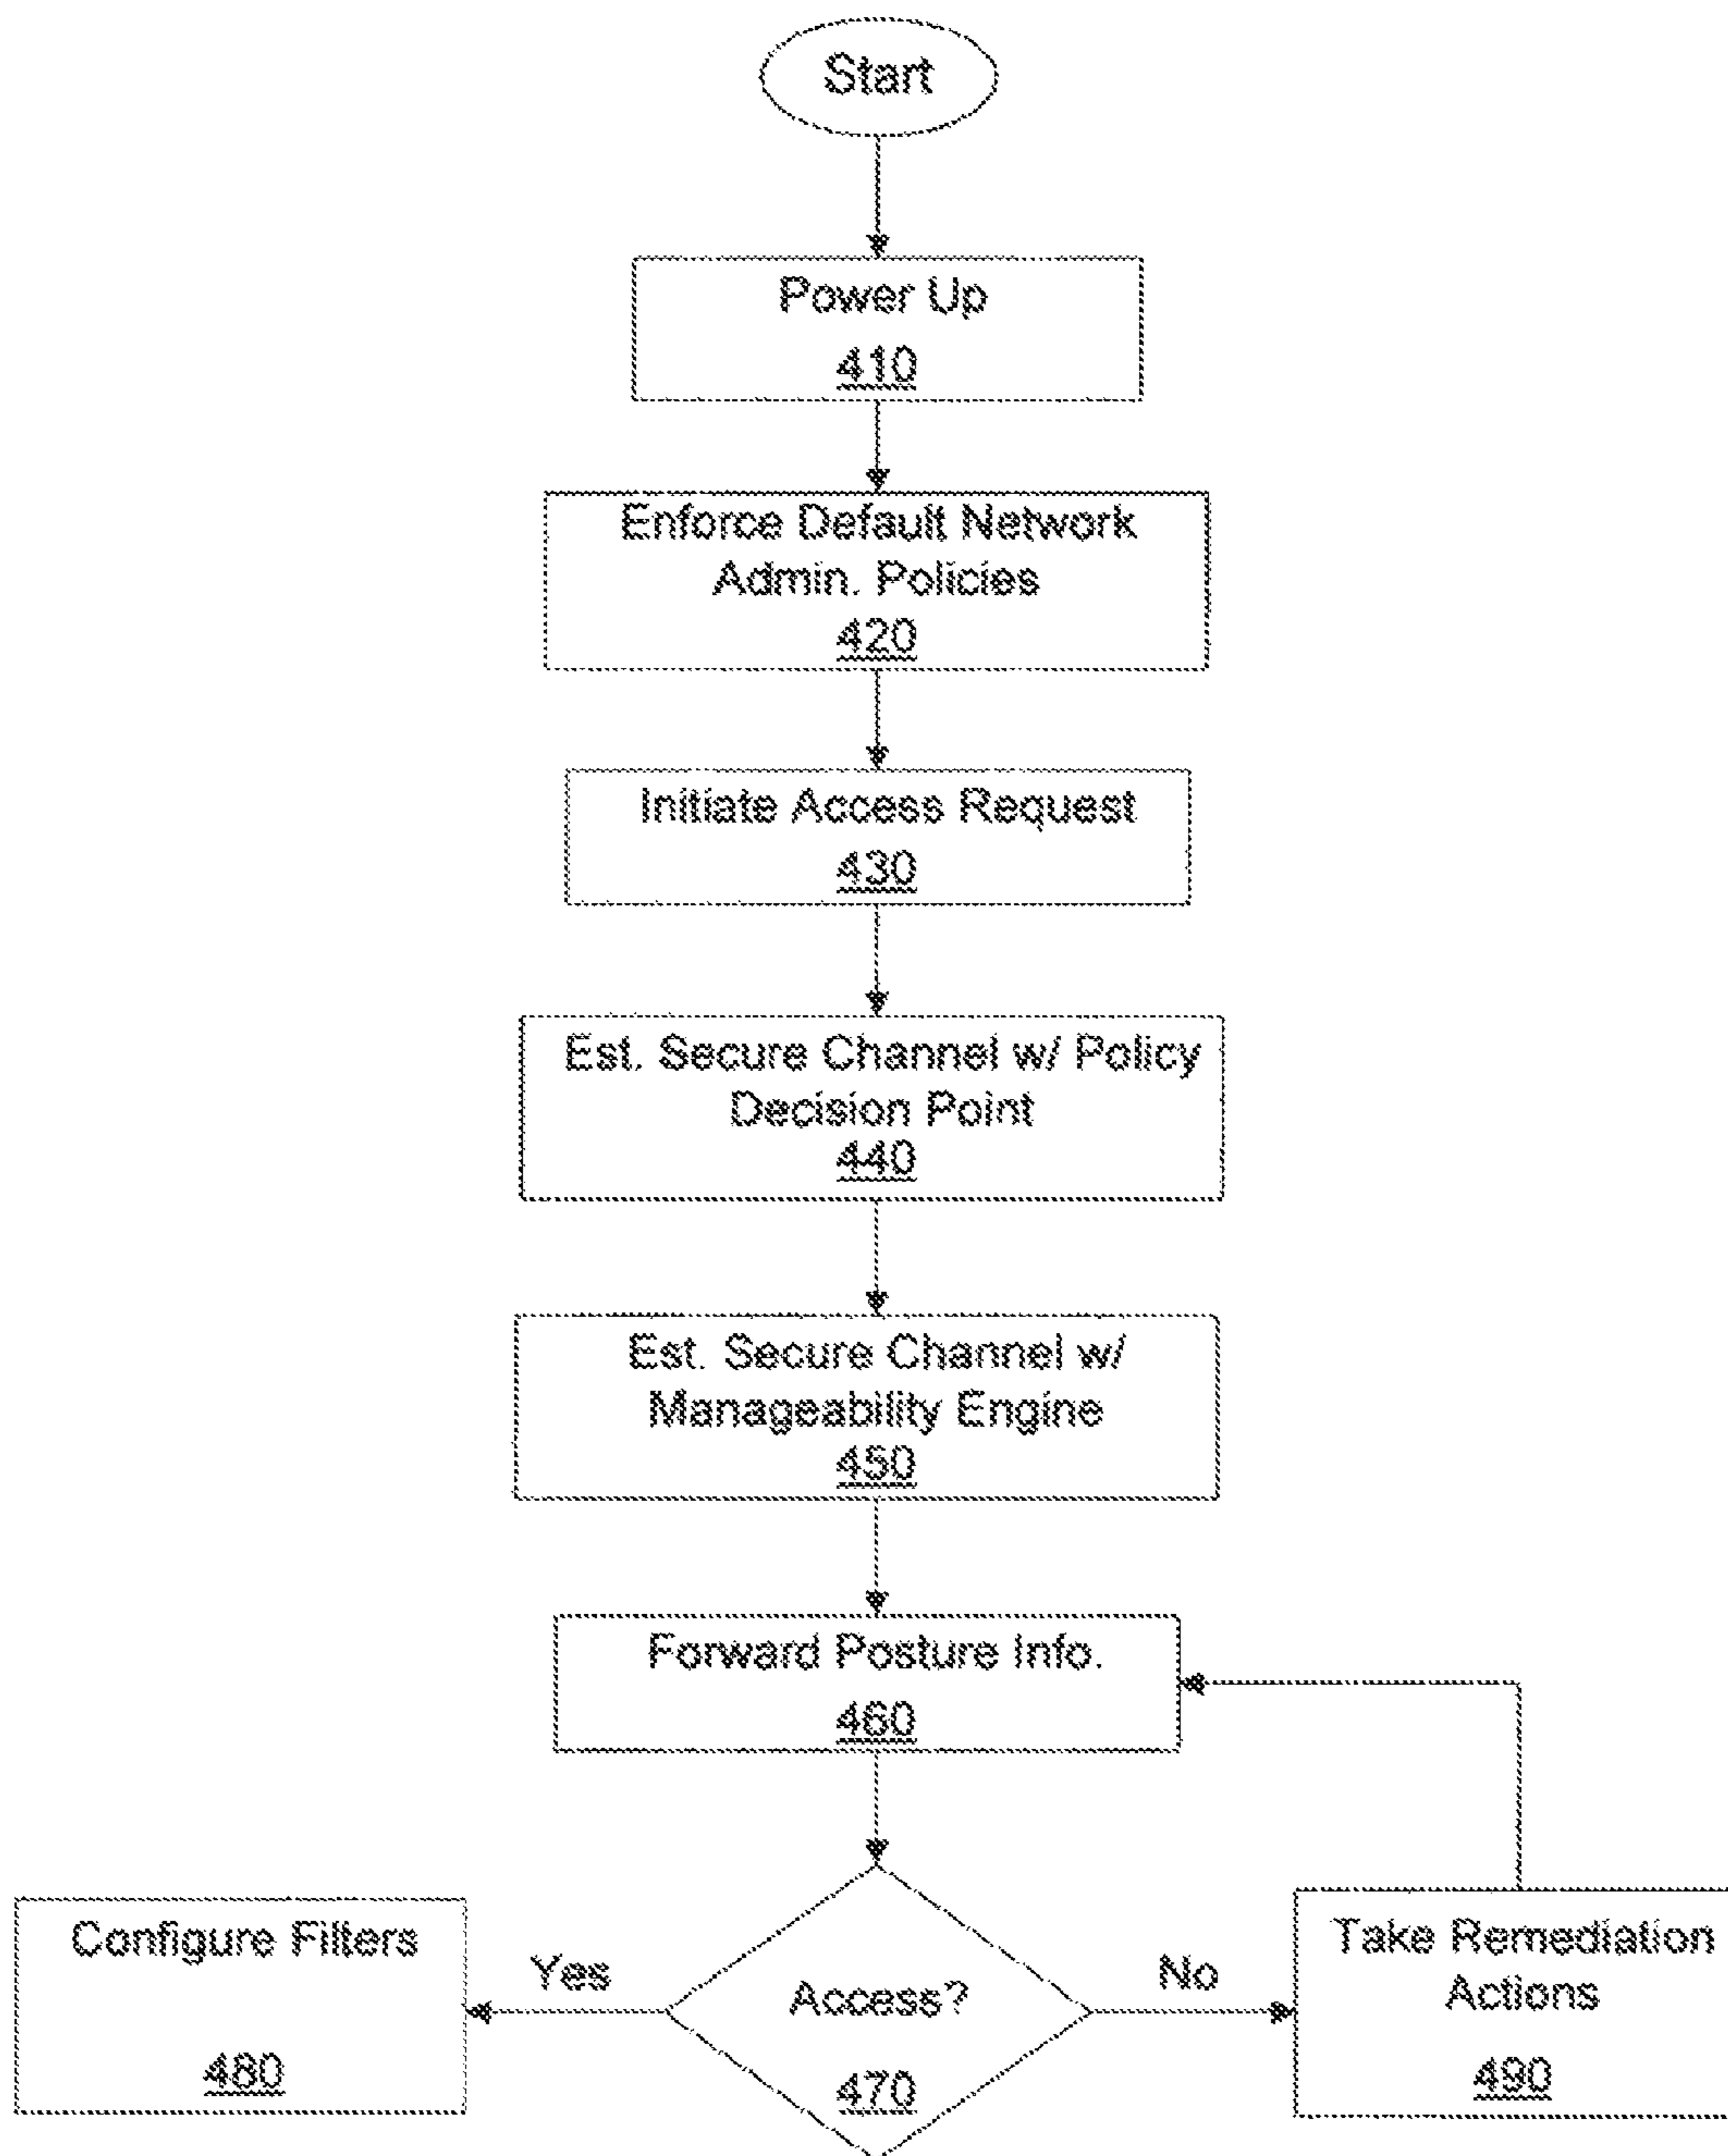 Start
Power Up
410
Enforce Default Network
Admin. Policies
420
Initiate Access Request
430
Est. Secure Channel w/ Policy
Decision Point
440
Est. Secure Channel w/
Manageability Engine
450
Forward Posture Info.
460
Configure Filters
480
Yes
Access?
470
No
Take Remediation
Actions
490